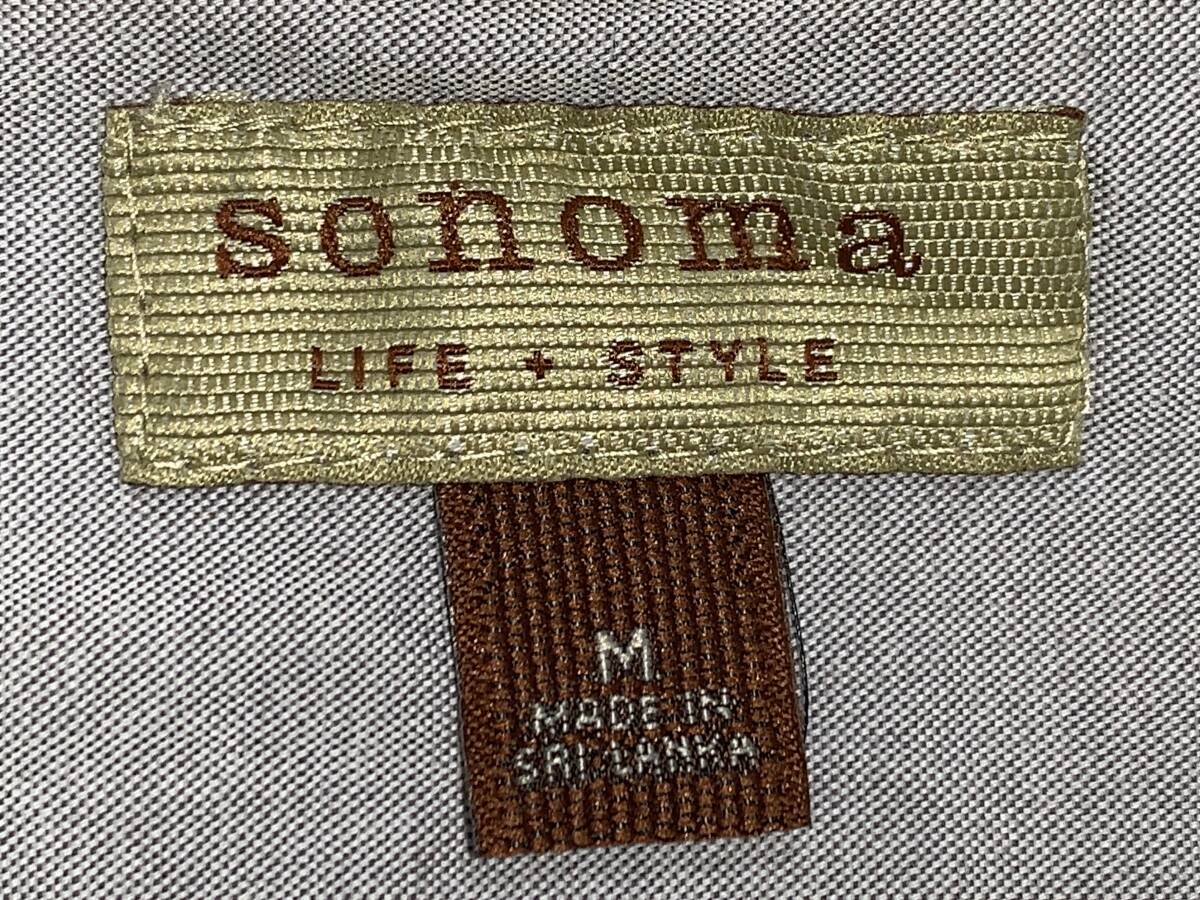 sonoma
LIFE + STYLE
M
MADE IN
SRI LANKA